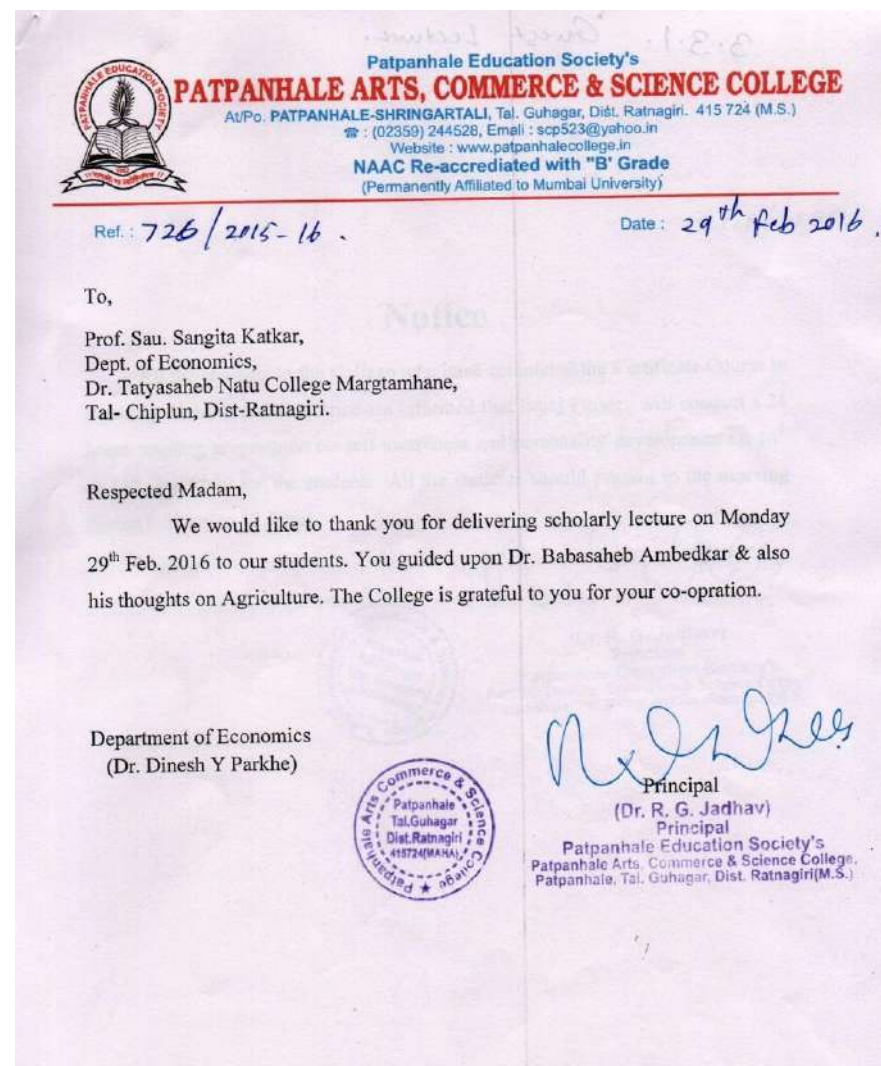 Patpanhale Education Society's
PATPANHALE ARTS, COMMERCE & SCIENCE COLLEGE
At/Po. PATPANHALE-SHRINGARTALI, Tal. Guhagar, Dist. Ratnagiri. 415 724 (M.S.)
☎ : (02359) 244528, Email : scp523@yahoo.in
Website : www.patpanhalecollege.in
NAAC Re-accrediated with "B' Grade
(Permanently Affiliated to Mumbai University)
PATPANHALE EDUCATION SOCIETY
Ref. : 726/2015-16 .
Date : 29th Feb 2016 .
To,
Prof. Sau. Sangita Katkar,
Dept. of Economics,
Dr. Tatyasaheb Natu College Margtamhane,
Tal- Chiplun, Dist-Ratnagiri.
Notice
Respected Madam,
We would like to thank you for delivering scholarly lecture on Monday
29th Feb. 2016 to our students. You guided upon Dr. Babasaheb Ambedkar & also
his thoughts on Agriculture. The College is grateful to you for your co-opration.
Department of Economics
(Dr. Dinesh Y Parkhe)
Patpanhale Arts Commerce & Science College
Patpanhale
Tal.Guhagar
Dist.Ratnagiri
415724(MAHA)
Principal
(Dr. R. G. Jadhav)
Principal
Patpanhale Education Society's
Patpanhale Arts, Commerce & Science College,
Patpanhale, Tal. Guhagar, Dist. Ratnagiri(M.S.)